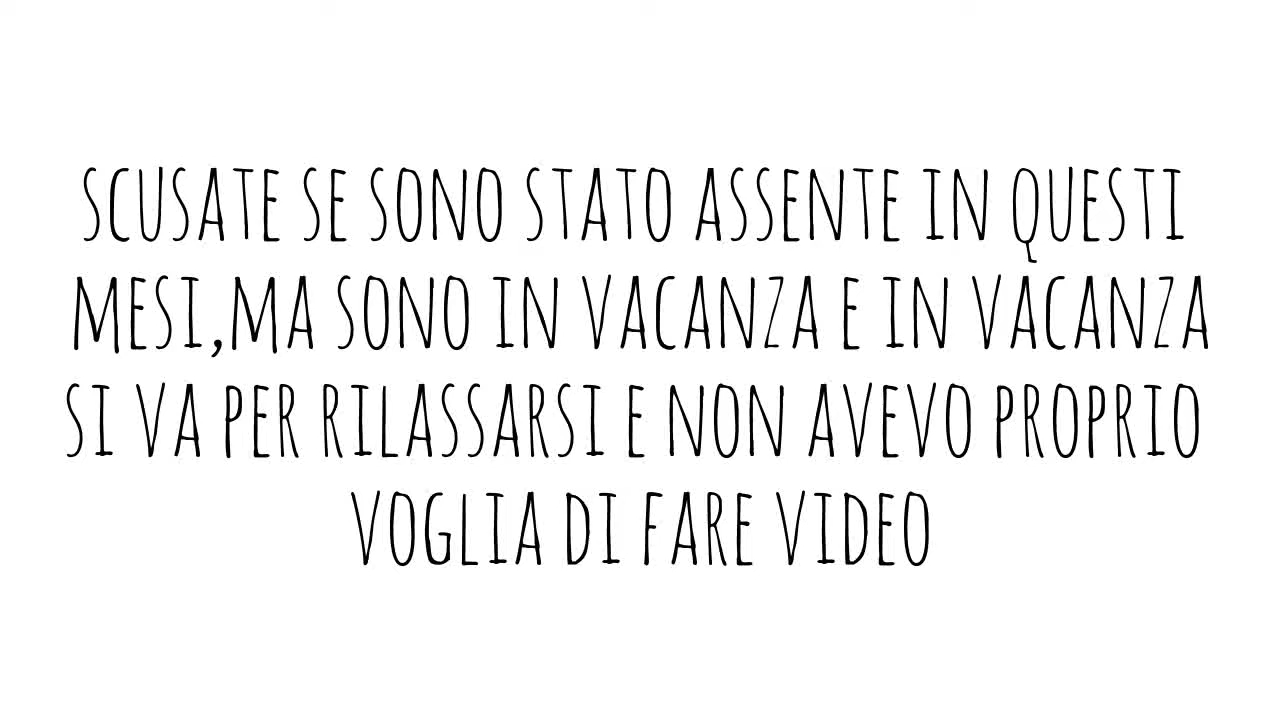 SCUSATE SE SONO STATO ASSENTE IN QUESTI
MESI,MA SONO IN VACANZA E IN VACANZA
SI VA PER RILASSARSI E NON AVEVO PROPRIO
VOGLIA DI FARE VIDEO